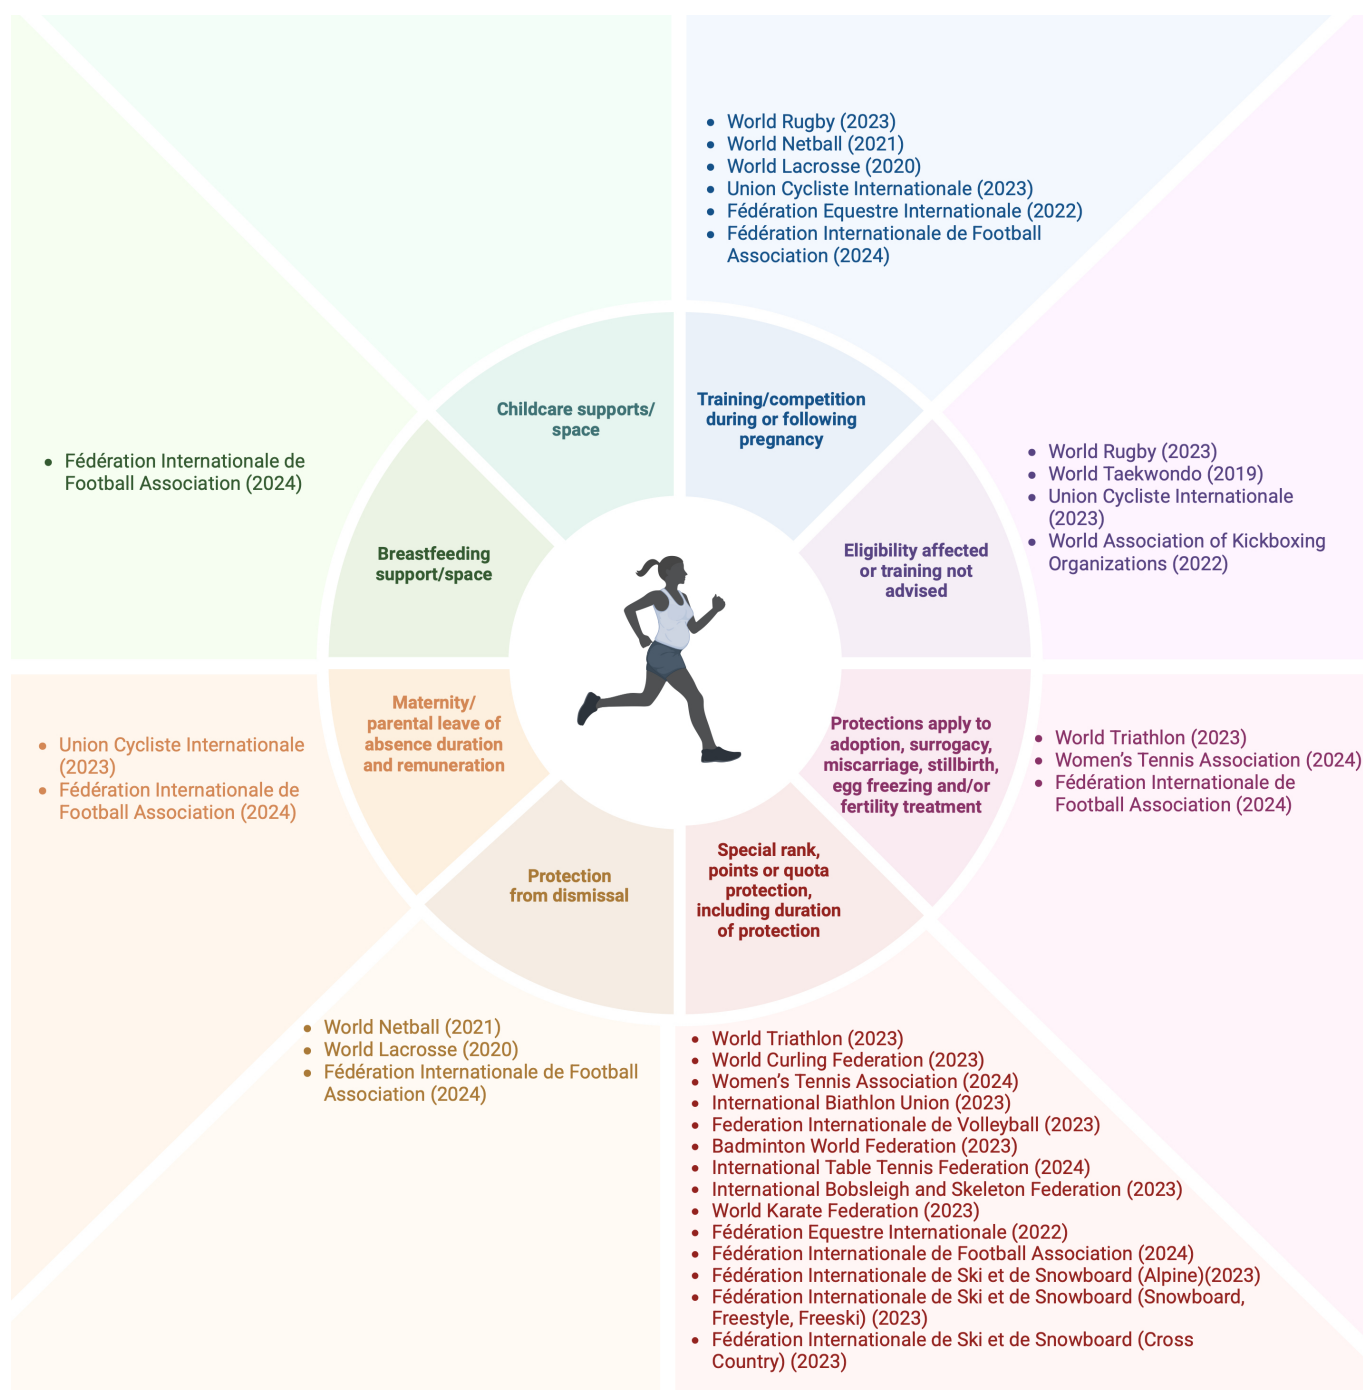 • World Rugby (2023)
• World Netball (2021)
• World Lacrosse (2020)
• Union Cycliste Internationale (2023)
• Fédération Equestre Internationale (2022)
• Fédération Internationale de Football
Association (2024)
Childcare supports/
space
Training/competition
during or following
pregnancy
• Fédération Internationale de
Football Association (2024)
Breastfeeding
support/space
Eligibility affected
or training not
advised
• World Rugby (2023)
• World Taekwondo (2019)
• Union Cycliste Internationale
(2023)
• World Association of Kickboxing
Organizations (2022)
• Union Cycliste Internationale
(2023)
• Fédération Internationale de
Football Association (2024)
Maternity/
parental leave of
absence duration
and remuneration
Protections apply to
adoption, surrogacy,
miscarriage, stillbirth,
egg freezing and/or
fertility treatment
• World Triathlon (2023)
• Women’s Tennis Association (2024)
• Fédération Internationale de
Football Association (2024)
Protection
from dismissal
Special rank,
points or quota
protection,
including duration
of protection
• World Netball (2021)
• World Lacrosse (2020)
• Fédération Internationale de Football
Association (2024)
• World Triathlon (2023)
• World Curling Federation (2023)
• Women’s Tennis Association (2024)
• International Biathlon Union (2023)
• Federation Internationale de Volleyball (2023)
• Badminton World Federation (2023)
• International Table Tennis Federation (2024)
• International Bobsleigh and Skeleton Federation (2023)
• World Karate Federation (2023)
• Fédération Equestre Internationale (2022)
• Fédération Internationale de Football Association (2024)
• Fédération Internationale de Ski et de Snowboard (Alpine)(2023)
• Fédération Internationale de Ski et de Snowboard (Snowboard,
Freestyle, Freeski) (2023)
• Fédération Internationale de Ski et de Snowboard (Cross
Country) (2023)